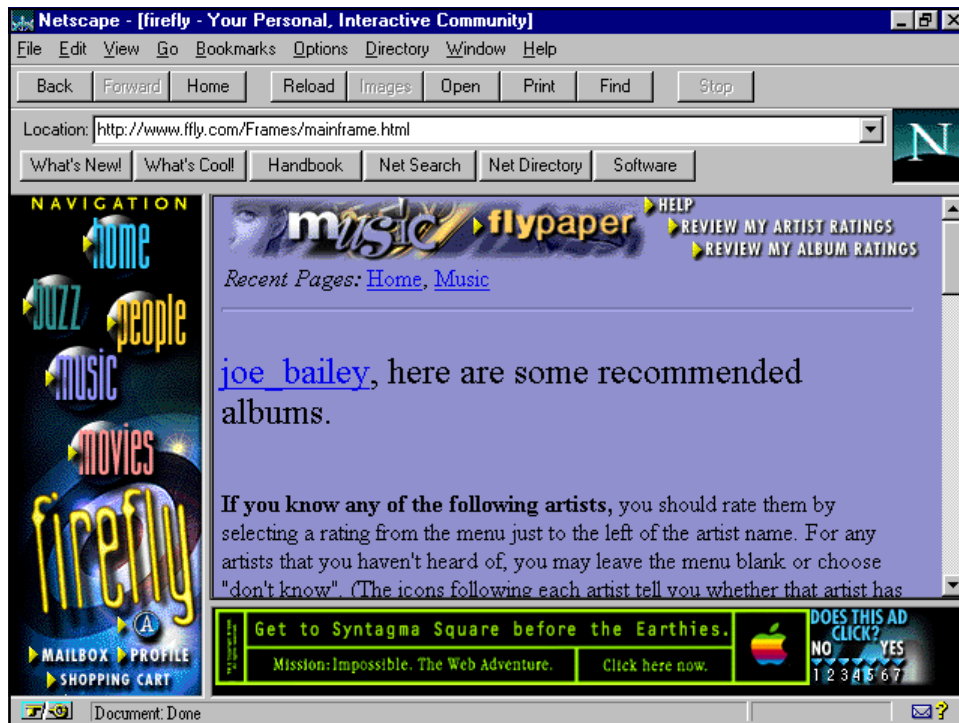 Netscape - [firefly - Your Personal, Interactive Community]
File Edit View Go Bookmarks Options Directory Window Help
Back Forward Home Reload Images Open Print Find Stop
Location: http://www.ffly.com/Frames/mainframe.html
N
What's New! What's Cool! Handbook Net Search Net Directory Software
NAVIGATION
home
buzz
people
music
movies
firefly
A
MAILBOX PROFILE
SHOPPING CART
music flypaper
HELP
REVIEW MY ARTIST RATINGS
REVIEW MY ALBUM RATINGS
Recent Pages: Home, Music
joe_bailey, here are some recommended
albums.
If you know any of the following artists, you should rate them by
selecting a rating from the menu just to the left of the artist name. For any
artists that you haven't heard of, you may leave the menu blank or choose
"don't know". (The icons following each artist tell you whether that artist has
Get to Syntagma Square before the Earthies.
Mission:Impossible. The Web Adventure. Click here now.
DOES THIS AD
CLICK?
NO YES
1 2 3 4 5 6 7
Document: Done